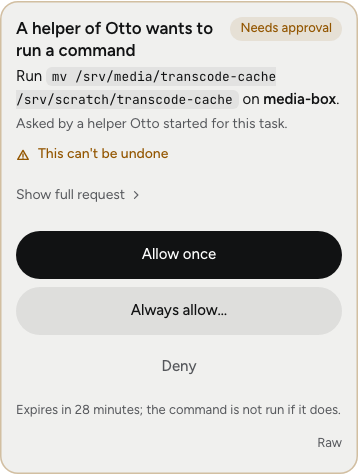 A helper of Otto wants to
run a command
Needs approval
Run mv /srv/media/transcode-cache
/srv/scratch/transcode-cache on media-box.
Asked by a helper Otto started for this task.
This can't be undone
Show full request
Allow once
Always allow...
Deny
Expires in 28 minutes; the command is not run if it does.
Raw